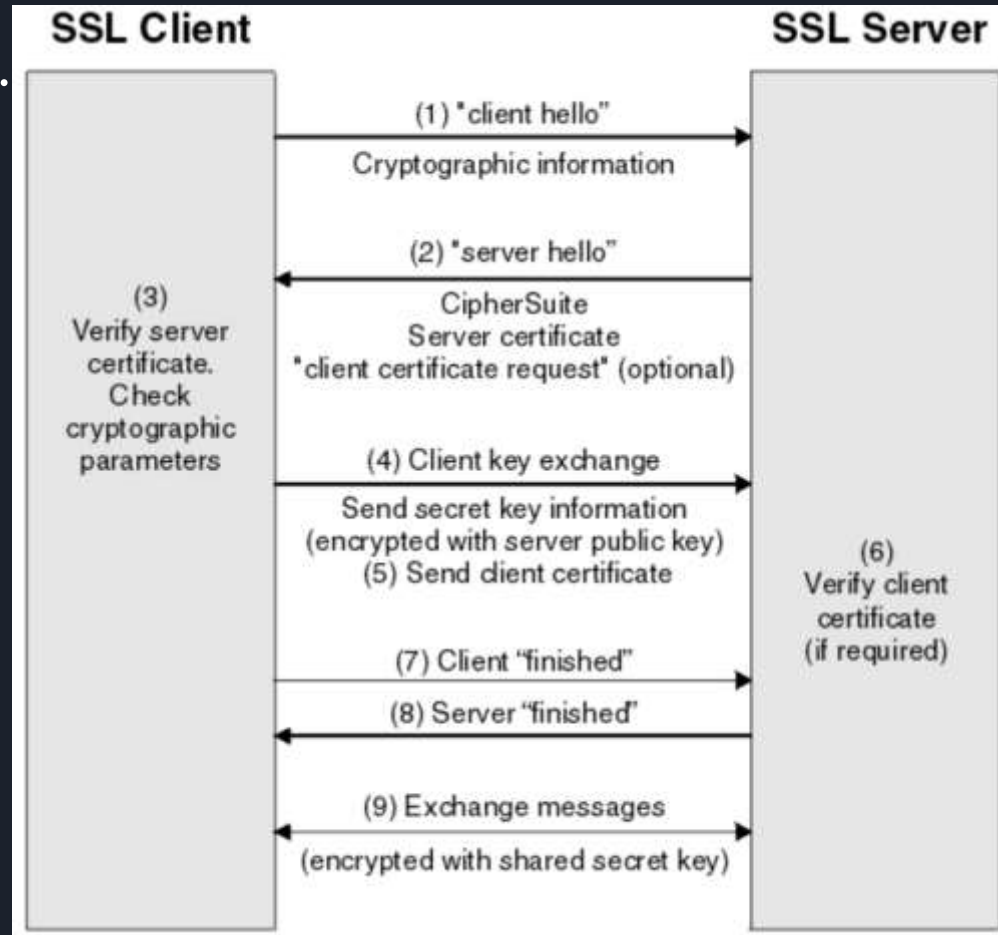 SSL Client
SSL Server
(1) "client hello"
Cryptographic information
(2) "server hello"
CipherSuite
Server certificate
"client certificate request" (optional)
(3)
Verify server
certificate.
Check
cryptographic
parameters
(4) Client key exchange
Send secret key information
(encrypted with server public key)
(5) Send client certificate
(6)
Verify client
certificate
(if required)
(7) Client “finished”
(8) Server “finished”
(9) Exchange messages
(encrypted with shared secret key)